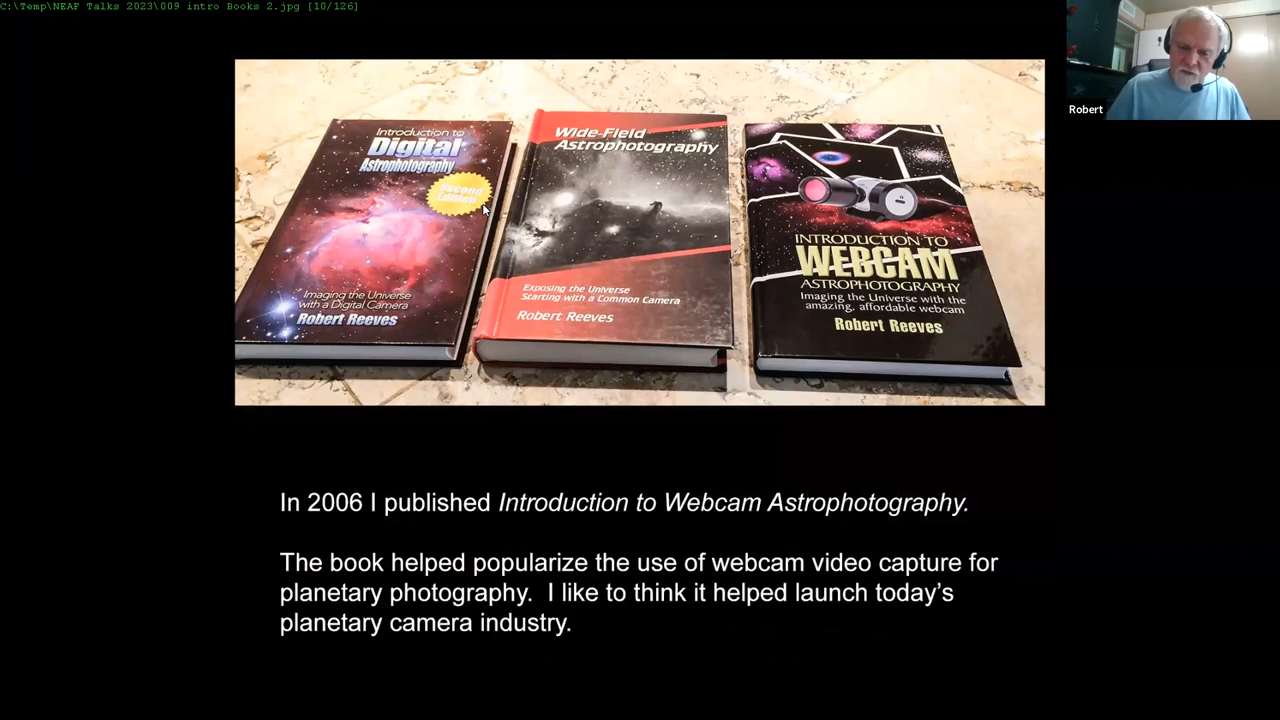 C:\Temp\NEAF Talks 2023\009 intro Books 2.jpg [10/126]
Robert
Introduction to
Digital
Astrophotography
Second
Edition
Imaging the Universe
with a Digital Camera
Robert Reeves
Wide-Field
Astrophotography
Exposing the Universe
Starting with a Common Camera
Robert Reeves
INTRODUCTION TO
WEBCAM
ASTROPHOTOGRAPHY
Imaging the Universe with the
amazing, affordable webcam
Robert Reeves
In 2006 I published Introduction to Webcam Astrophotography.
The book helped popularize the use of webcam video capture for
planetary photography.  I like to think it helped launch today’s
planetary camera industry.